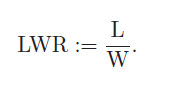 LWR := L/W.